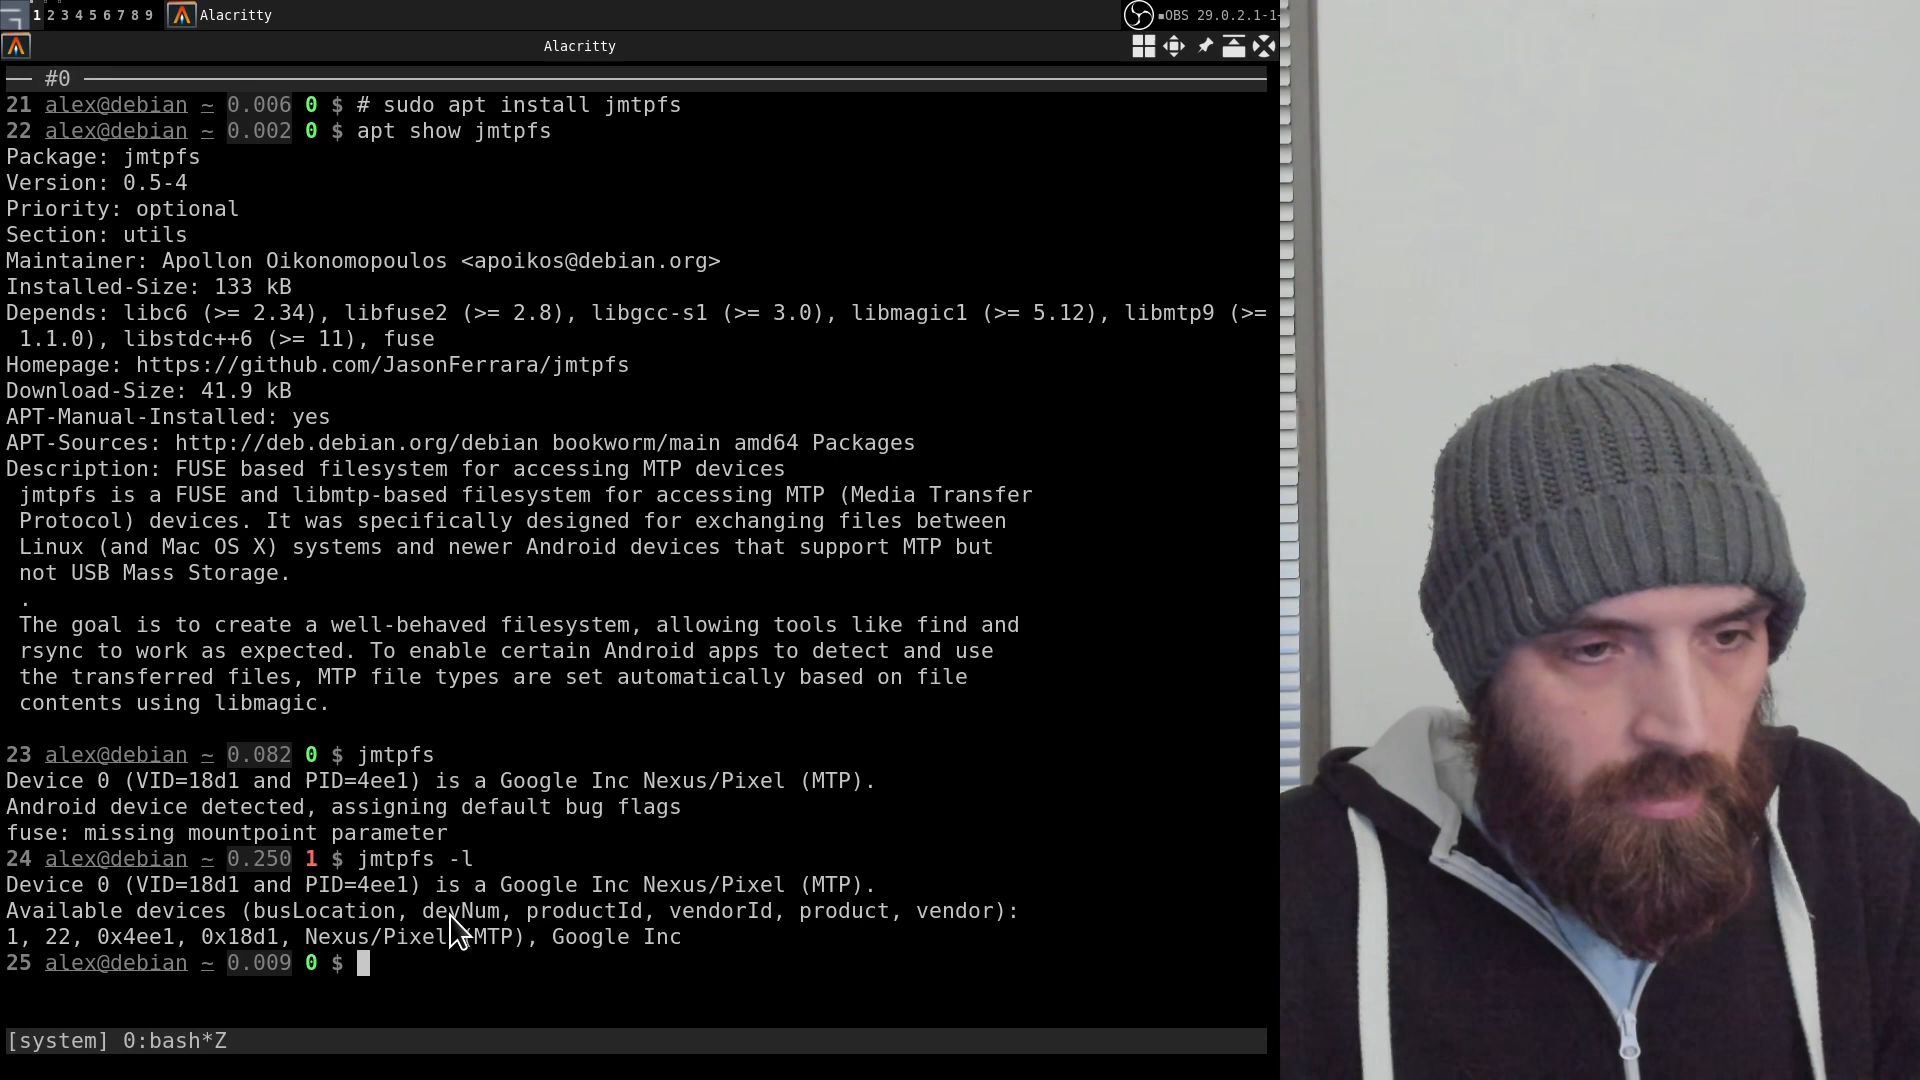 1 2 3 4 5 6 7 8 9 Alacritty OBS 29.0.2.1-1-
Alacritty
#0
21 alex@debian ~ 0.006 0 $ # sudo apt install jmtpfs
22 alex@debian ~ 0.002 0 $ apt show jmtpfs
Package: jmtpfs
Version: 0.5-4
Priority: optional
Section: utils
Maintainer: Apollon Oikonomopoulos <apoikos@debian.org>
Installed-Size: 133 kB
Depends: libc6 (>= 2.34), libfuse2 (>= 2.8), libgcc-s1 (>= 3.0), libmagic1 (>= 5.12), libmtp9 (>=
1.1.0), libstdc++6 (>= 11), fuse
Homepage: https://github.com/JasonFerrara/jmtpfs
Download-Size: 41.9 kB
APT-Manual-Installed: yes
APT-Sources: http://deb.debian.org/debian bookworm/main amd64 Packages
Description: FUSE based filesystem for accessing MTP devices
jmtpfs is a FUSE and libmtp-based filesystem for accessing MTP (Media Transfer
Protocol) devices. It was specifically designed for exchanging files between
Linux (and Mac OS X) systems and newer Android devices that support MTP but
not USB Mass Storage.
.
The goal is to create a well-behaved filesystem, allowing tools like find and
rsync to work as expected. To enable certain Android apps to detect and use
the transferred files, MTP file types are set automatically based on file
contents using libmagic.
23 alex@debian ~ 0.082 0 $ jmtpfs
Device 0 (VID=18d1 and PID=4ee1) is a Google Inc Nexus/Pixel (MTP).
Android device detected, assigning default bug flags
fuse: missing mountpoint parameter
24 alex@debian ~ 0.250 1 $ jmtpfs -l
Device 0 (VID=18d1 and PID=4ee1) is a Google Inc Nexus/Pixel (MTP).
Available devices (busLocation, devNum, productId, vendorId, product, vendor):
1, 22, 0x4ee1, 0x18d1, Nexus/Pixel (MTP), Google Inc
25 alex@debian ~ 0.009 0 $
[system] 0:bash*Z